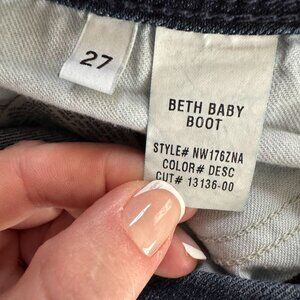 27
BETH BABY
BOOT
STYLE# NW176ZNA
COLOR# DESC
CUT# 13136-00